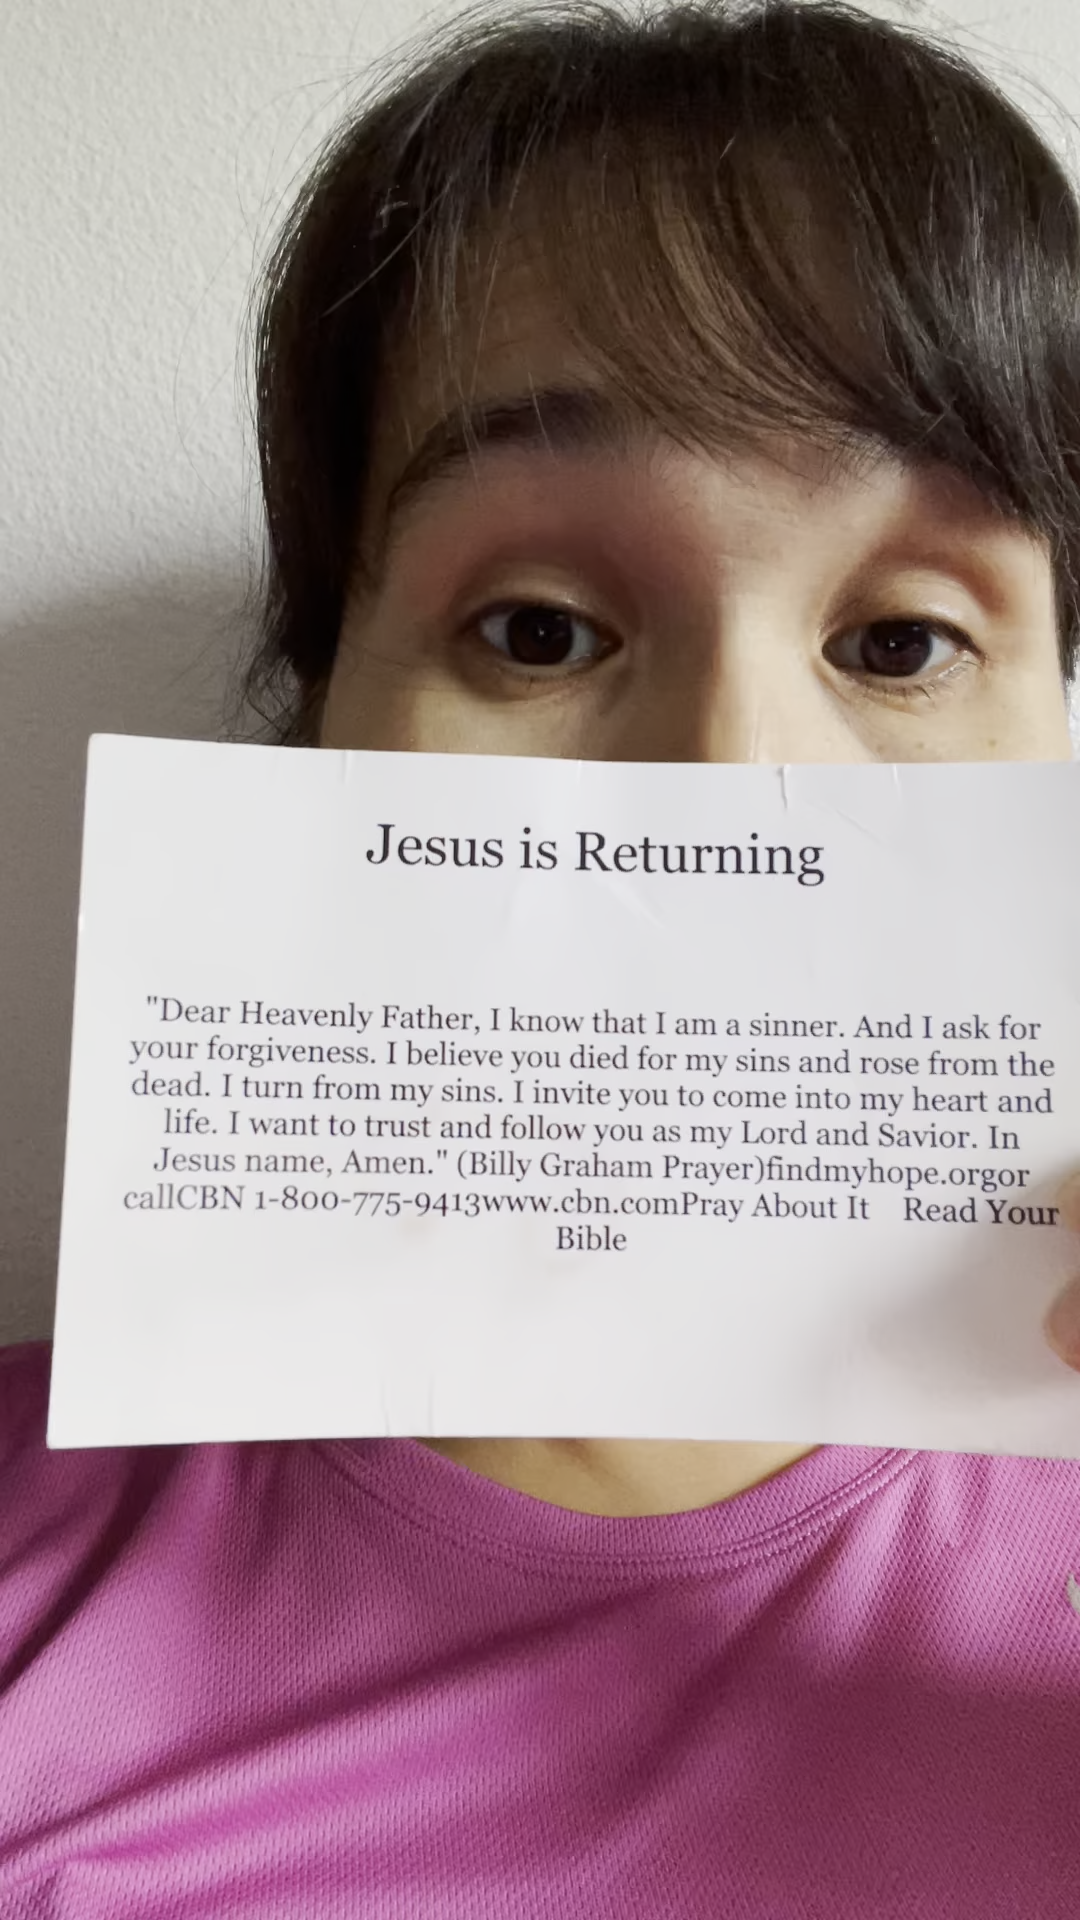 Jesus is Returning
"Dear Heavenly Father, I know that I am a sinner. And I ask for
your forgiveness. I believe you died for my sins and rose from the
dead. I turn from my sins. I invite you to come into my heart and
life. I want to trust and follow you as my Lord and Savior. In
Jesus name, Amen." (Billy Graham Prayer)findmyhope.orgor
callCBN 1-800-775-9413www.cbn.comPray About It    Read Your
Bible